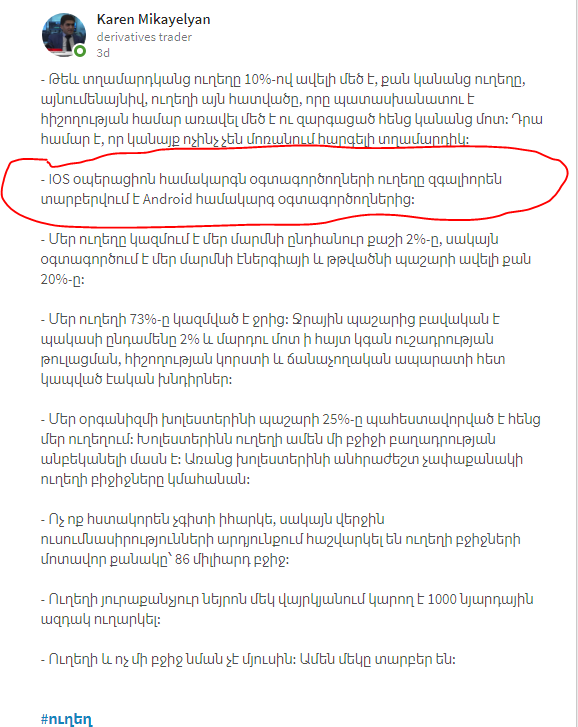 Karen Mikayelyan
derivatives trader
3d
- Թեև տղամարդկանց ուղեղը 10%-ով ավելի մեծ է, քան կանանց ուղեղը,
այնուամենայնիվ, ուղեղի այն հատվածը, որը պատասխանատու է
հիշողության համար առավել մեծ է ու զարգացած հենց կանանց մոտ: Դրա
համար է, որ կանայք ոչինչ չեն մոռանում հարգելի տղամարդիկ:
- IOS օպերացիոն համակարգն օգտագործողների ուղեղը զգալիորեն
տարբերվում է Android համակարգ օգտագործողներից:
- Մեր ուղեղը կազմում է մեր մարմնի ընդհանուր քաշի 2%-ը, սակայն
օգտագործում է մեր մարմնի էներգիայի և թթվածնի պաշարի ավելի քան
20%-ը:
- Մեր ուղեղի 73%-ը կազմված է ջրից: Ջրային պաշարից բավական է
պակասի ընդամենը 2% և մարդու մոտ ի հայտ կգան ուշադրության
թուլացման, հիշողության կորստի և ճանաչողական ապարատի հետ
կապված էական խնդիրներ:
- Մեր օրգանիզմի խոլեստերինի պաշարի 25%-ը պահեստավորված է հենց
մեր ուղեղում: Խոլեստերինն ուղեղի ամեն մի բջիջի բաղադրության
անբեկանելի մասն է: Առանց խոլեստերինի անհրաժեշտ չափաքանակի
ուղեղի բիջիջները կմահանան:
- Ոչ ոք հստակորեն չգիտի իհարկե, սակայն վերջին
ուսումնասիրությունների արդյունքում հաշվարկել են ուղեղի բջիջների
մոտավոր քանակը՝ 86 միլիարդ բջիջ:
- Ուղեղի յուրաքանչյուր նեյրոն մեկ վայրկյանում կարող է 1000 նյարդային
ազդակ ուղարկել:
- Ուղեղի և ոչ մի բջիջ նման չէ մյուսին: Ամեն մեկը տարբեր են:
#ուղեղ